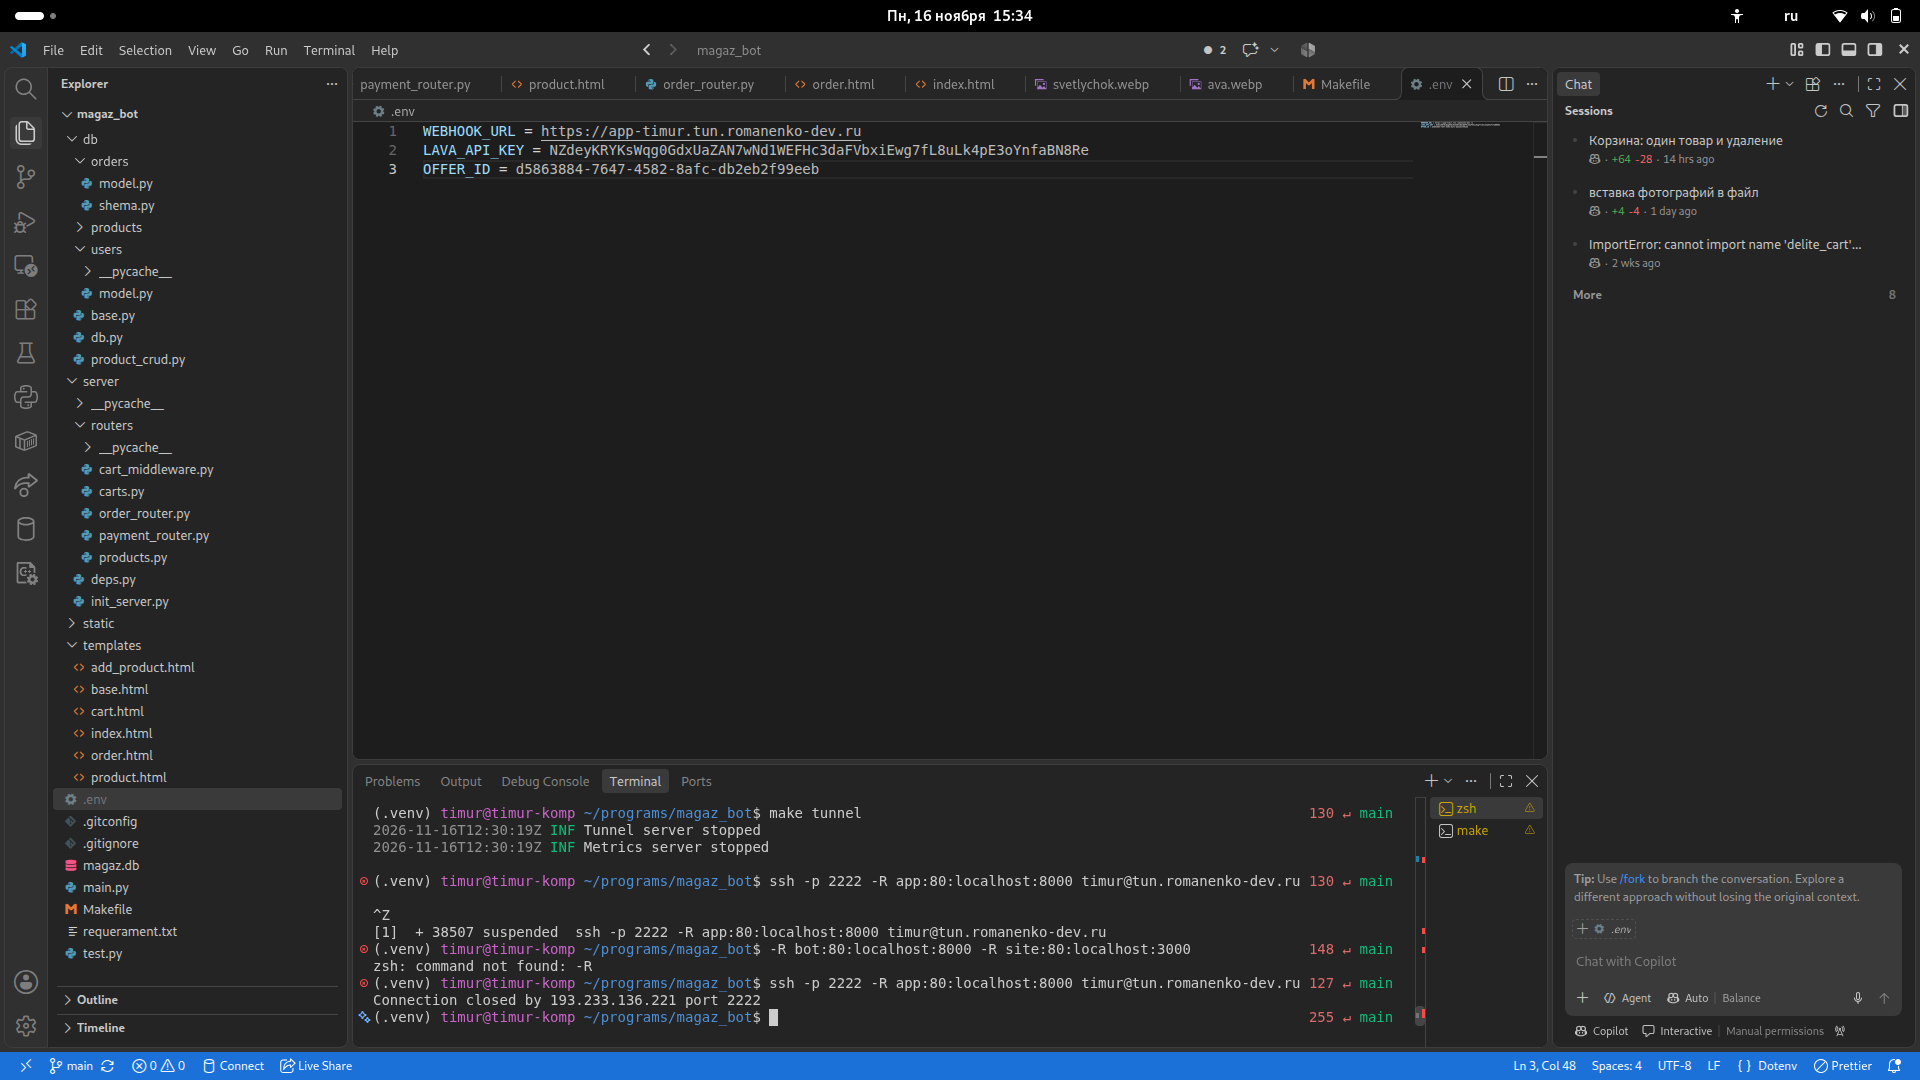 Пн, 16 ноября 15:34
ru
File Edit Selection View Go Run Terminal Help
magaz_bot
2
Explorer
magaz_bot
db
orders
model.py
shema.py
products
users
__pycache__
model.py
base.py
db.py
product_crud.py
server
__pycache__
routers
__pycache__
cart_middleware.py
carts.py
order_router.py
payment_router.py
products.py
deps.py
init_server.py
static
templates
add_product.html
base.html
cart.html
index.html
order.html
product.html
.env
.gitconfig
.gitignore
magaz.db
main.py
Makefile
requerament.txt
test.py
Outline
Timeline
payment_router.py product.html order_router.py order.html index.html svetlychok.webp ava.webp Makefile .env
.env
1 WEBHOOK_URL = https://app-timur.tun.romanenko-dev.ru
2 LAVA_API_KEY = NZdeyKRYKsWqg0GdxUaZAN7wNd1WEFHc3daFVbxiEwg7fL8uLk4pE3oYnfaBN8Re
3 OFFER_ID = d5863884-7647-4582-8afc-db2eb2f99eeb
Problems Output Debug Console Terminal Ports
(.venv) timur@timur-komp ~/programs/magaz_bot$ make tunnel 130 ↵ main
2026-11-16T12:30:19Z INF Tunnel server stopped
2026-11-16T12:30:19Z INF Metrics server stopped
(.venv) timur@timur-komp ~/programs/magaz_bot$ ssh -p 2222 -R app:80:localhost:8000 timur@tun.romanenko-dev.ru 130 ↵ main
^Z
[1] + 38507 suspended ssh -p 2222 -R app:80:localhost:8000 timur@tun.romanenko-dev.ru
(.venv) timur@timur-komp ~/programs/magaz_bot$ -R bot:80:localhost:8000 -R site:80:localhost:3000 148 ↵ main
zsh: command not found: -R
(.venv) timur@timur-komp ~/programs/magaz_bot$ ssh -p 2222 -R app:80:localhost:8000 timur@tun.romanenko-dev.ru 127 ↵ main
Connection closed by 193.233.136.221 port 2222
(.venv) timur@timur-komp ~/programs/magaz_bot$ 255 ↵ main
zsh
make
Chat
Sessions
Корзина: один товар и удаление
· +64 -28 · 14 hrs ago
вставка фотографий в файл
· +4 -4 · 1 day ago
ImportError: cannot import name 'delite_cart'...
· 2 wks ago
More 8
Tip: Use /fork to branch the conversation. Explore a
different approach without losing the original context.
.env
Chat with Copilot
Agent Auto | Balance
Copilot Interactive | Manual permissions
main 0 0 Connect Live Share Ln 3, Col 48 Spaces: 4 UTF-8 LF { } Dotenv Prettier